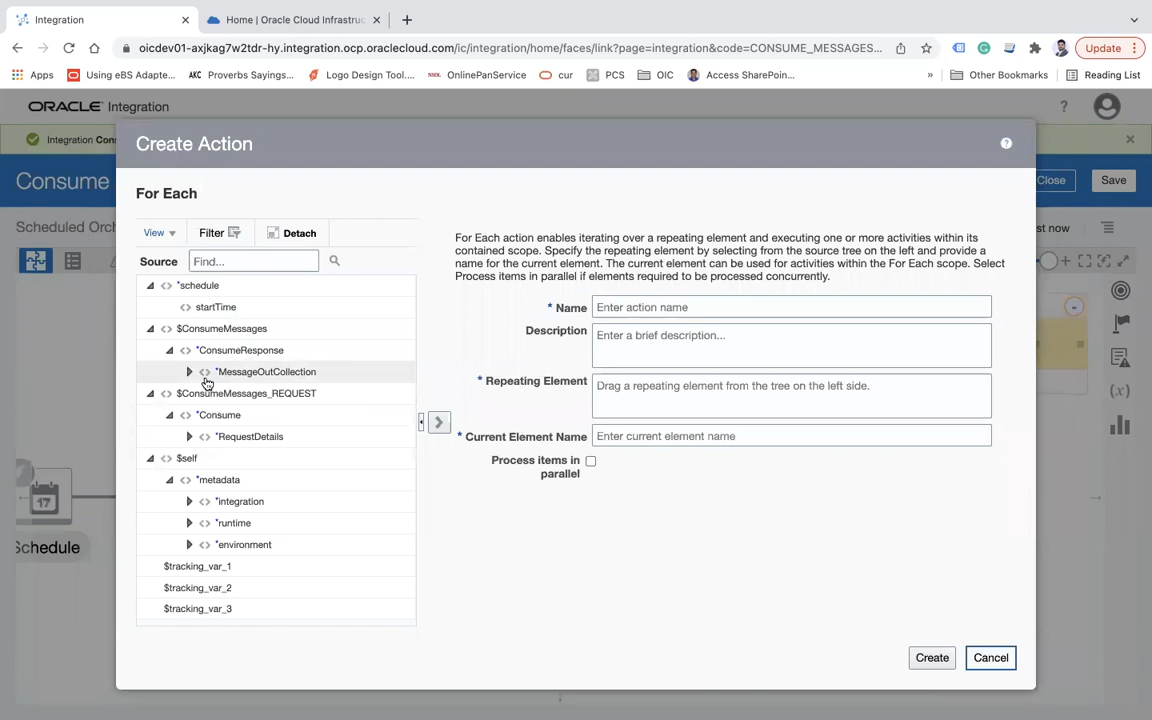 Integration
Home | Oracle Cloud Infrastruc
oicdev01-axjkag7w2tdr-hy.integration.ocp.oraclecloud.com/ic/integration/home/faces/link?page=integration&code=CONSUME_MESSAGES...
Update
Apps
Using eBS Adapte...
AKC Proverbs Sayings...
Logo Design Tool....
NSDL OnlinePanService
cur
PCS
OIC
Access SharePoin...
»
Other Bookmarks
Reading List
ORACLE Integration
?
Integration Cons
Consume
Close
Save
Scheduled Orch
st now
Create Action
?
For Each
View
Filter
Detach
Source
Find...
*schedule
startTime
$ConsumeMessages
*ConsumeResponse
*MessageOutCollection
$ConsumeMessages_REQUEST
*Consume
*RequestDetails
$self
*metadata
*integration
*runtime
*environment
$tracking_var_1
$tracking_var_2
$tracking_var_3
For Each action enables iterating over a repeating element and executing one or more activities within its
contained scope. Specify the repeating element by selecting from the source tree on the left and provide a
name for the current element. The current element can be used for activities within the For Each scope. Select
Process items in parallel if elements required to be processed concurrently.
* Name
Enter action name
Description
Enter a brief description...
* Repeating Element
Drag a repeating element from the tree on the left side.
* Current Element Name
Enter current element name
Process items in
parallel
17
Schedule
(x)
Create
Cancel